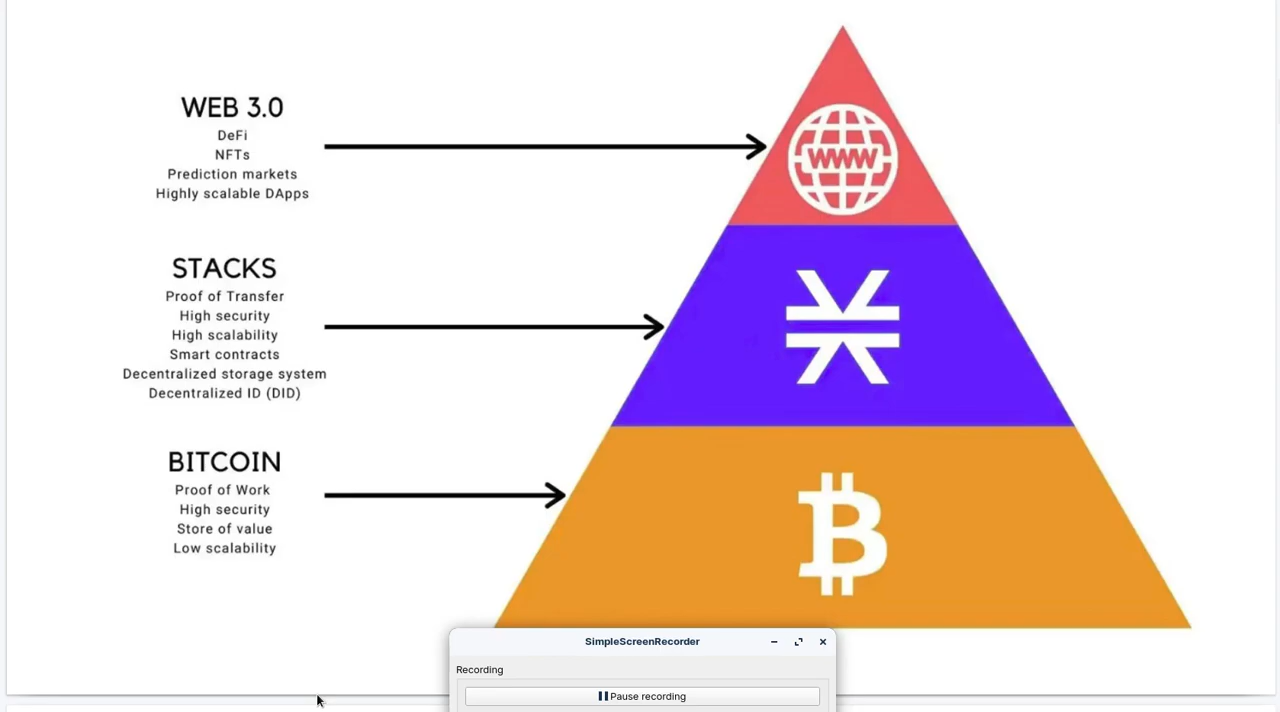 WEB 3.0
DeFi
NFTs
Prediction markets
Highly scalable DApps
WWW
STACKS
Proof of Transfer
High security
High scalability
Smart contracts
Decentralized storage system
Decentralized ID (DID)
BITCOIN
Proof of Work
High security
Store of value
Low scalability
SimpleScreenRecorder
Recording
Pause recording